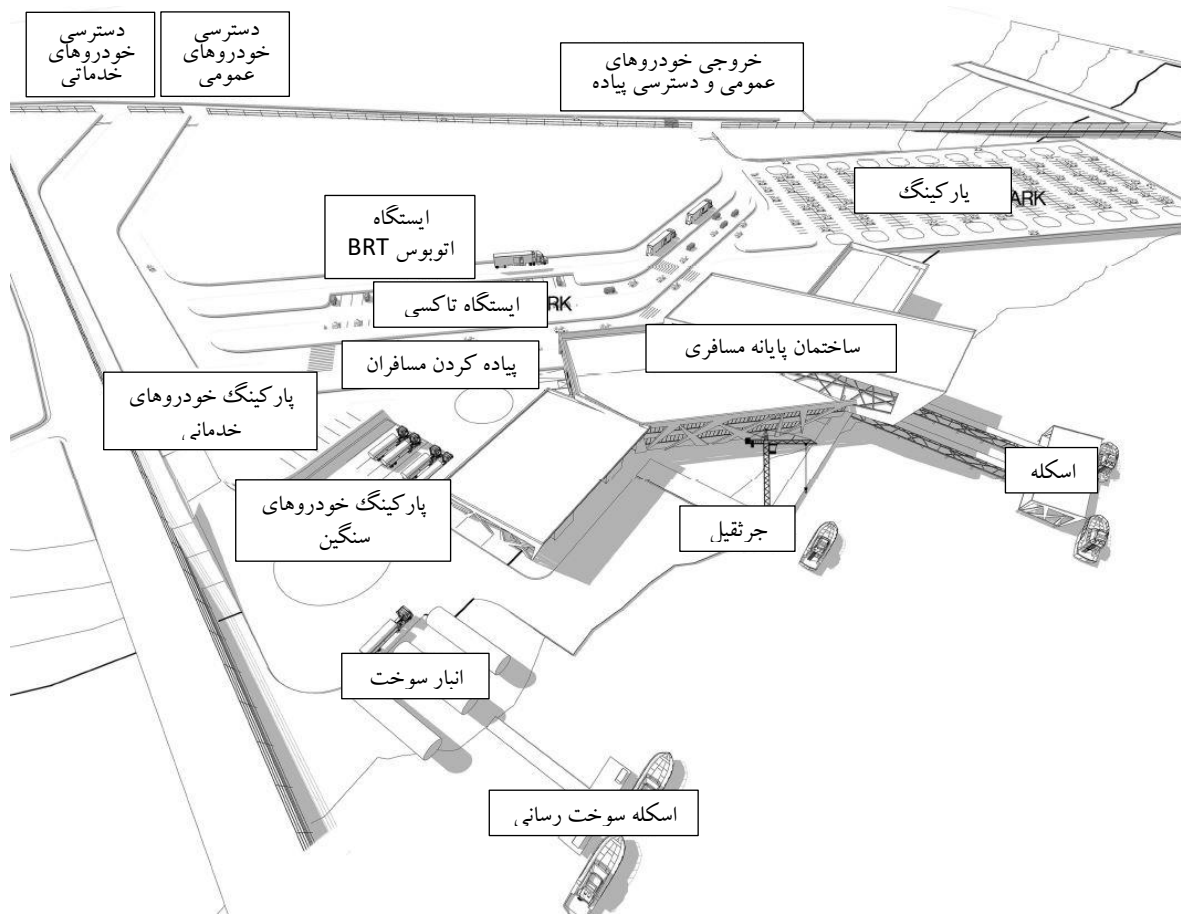 دسترسی
خودروهای
خدماتی
دسترسی
خودروهای
عمومی
خروجی خودروهای
عمومی و دسترسی پیاده
پارکینگ
ARK
ایستگاه
اتوبوس BRT
ایستگاه تاکسی
RK
ساختمان پایانه مسافری
پیاده کردن مسافران
پارکینگ خودروهای
خدماتی
اسکله
پارکینگ خودروهای
سنگین
جرثقیل
انبار سوخت
اسکله سوخت رسانی